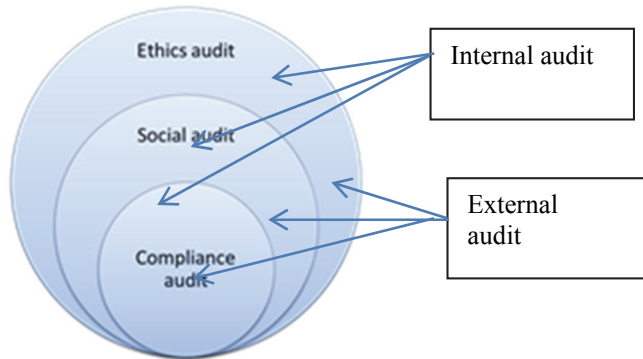 Ethics audit
Internal audit
Social audit
External
audit
Compliance
audit